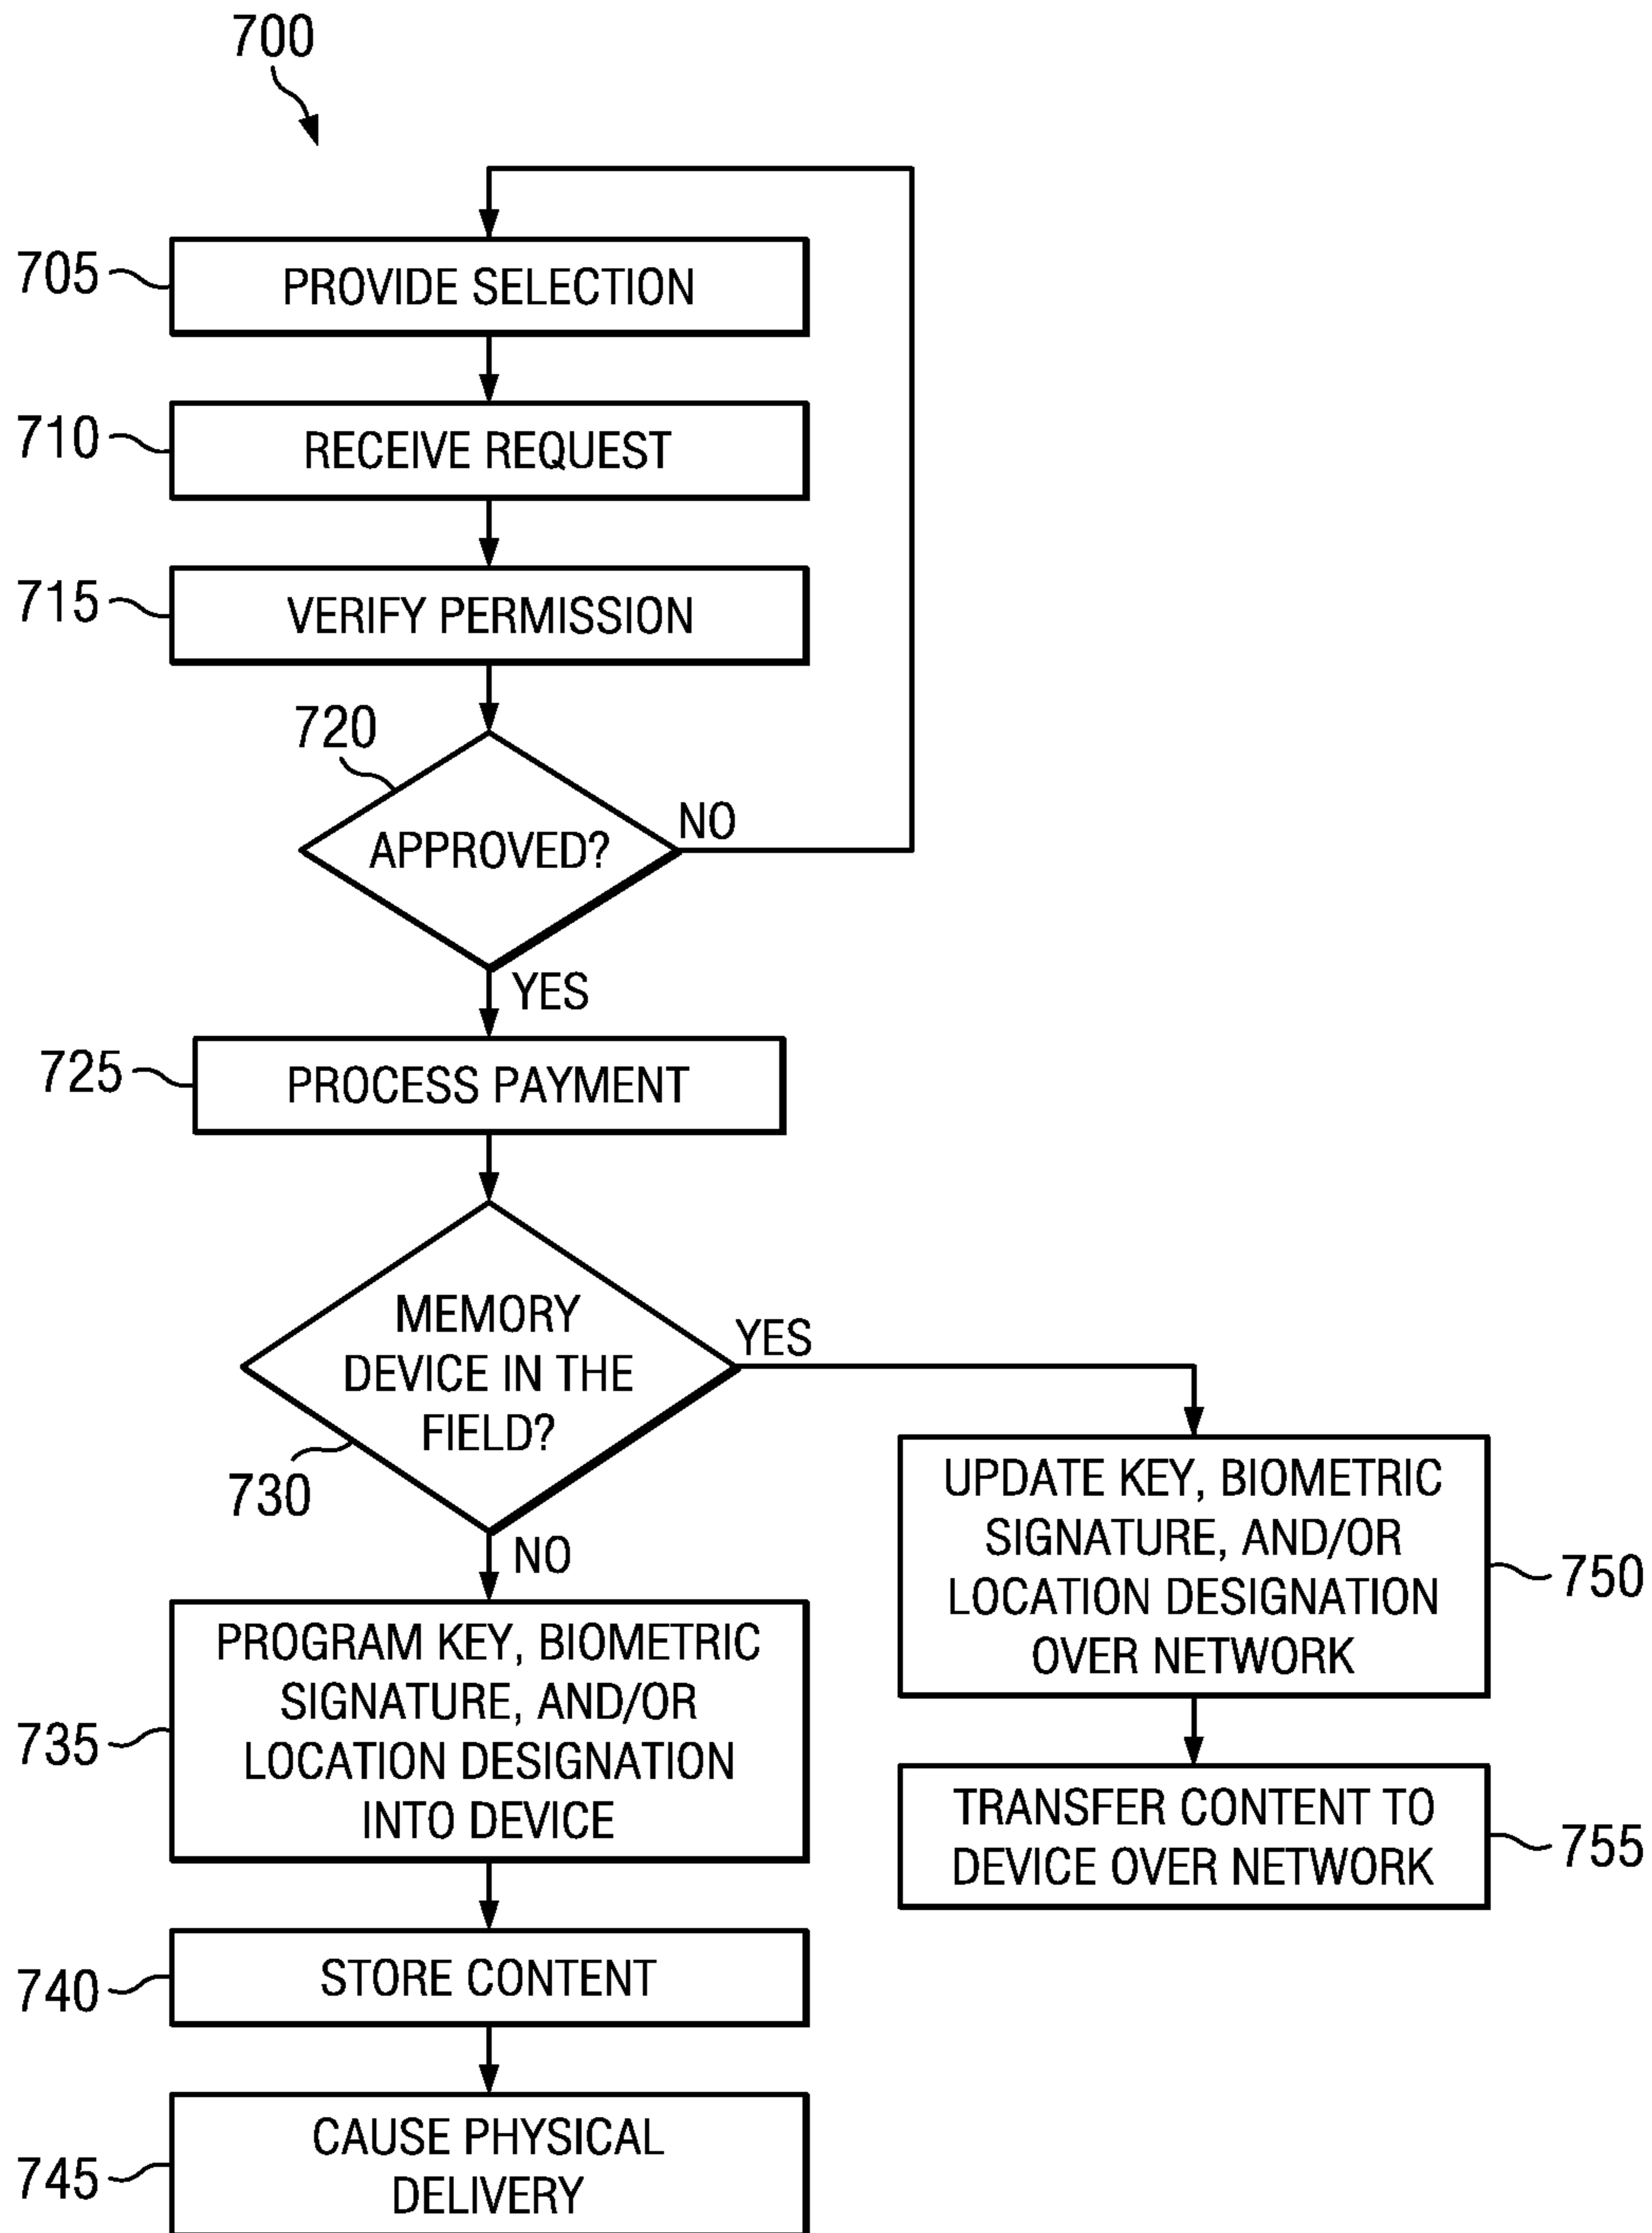 700
705
PROVIDE SELECTION
710
RECEIVE REQUEST
715
VERIFY PERMISSION
720
APPROVED?
NO
YES
725
PROCESS PAYMENT
MEMORY
DEVICE IN THE
FIELD?
YES
730
NO
PROGRAM KEY, BIOMETRIC
SIGNATURE, AND/OR
LOCATION DESIGNATION
INTO DEVICE
735
UPDATE KEY, BIOMETRIC
SIGNATURE, AND/OR
LOCATION DESIGNATION
OVER NETWORK
750
TRANSFER CONTENT TO
DEVICE OVER NETWORK
755
740
STORE CONTENT
745
CAUSE PHYSICAL
DELIVERY